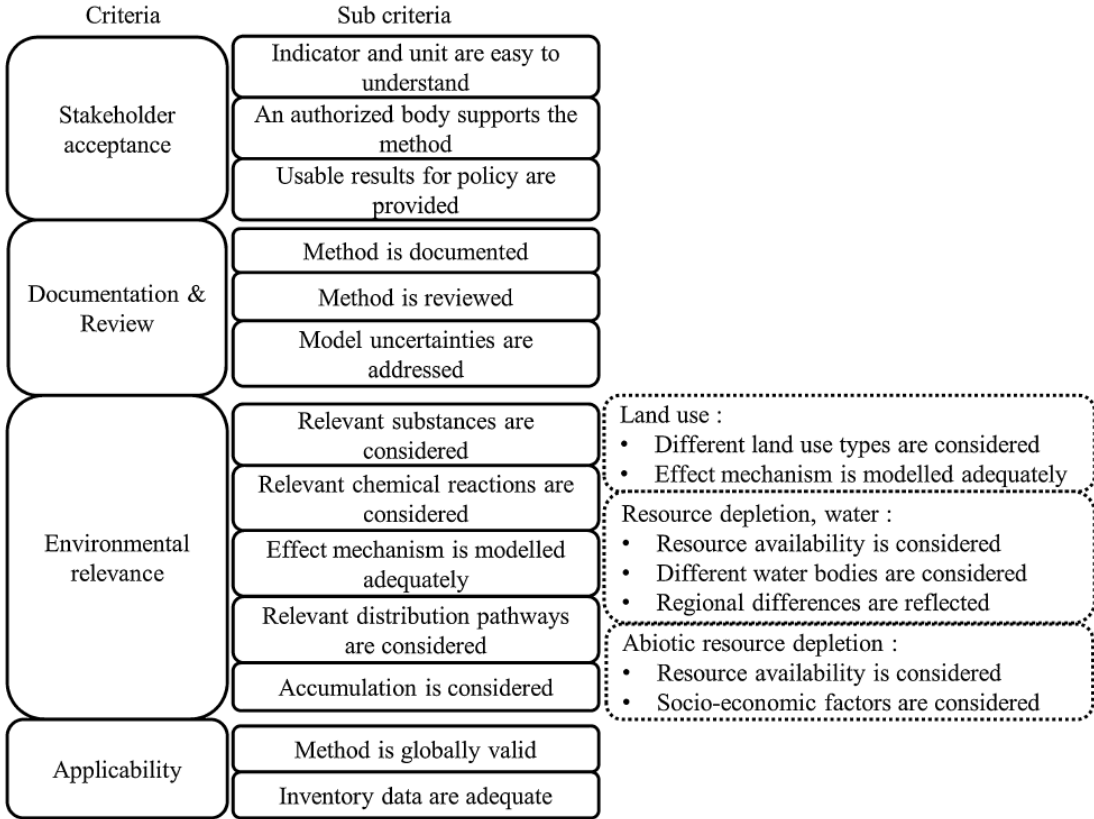 Criteria
Sub criteria
Stakeholder
acceptance
Indicator and unit are easy to
understand
An authorized body supports the
method
Usable results for policy are
provided
Documentation &
Review
Method is documented
Method is reviewed
Model uncertainties are
addressed
Environmental
relevance
Relevant substances are
considered
Relevant chemical reactions are
considered
Effect mechanism is modelled
adequately
Relevant distribution pathways
are considered
Accumulation is considered
Land use :
• Different land use types are considered
• Effect mechanism is modelled adequately
Resource depletion, water :
• Resource availability is considered
• Different water bodies are considered
• Regional differences are reflected
Abiotic resource depletion :
• Resource availability is considered
• Socio-economic factors are considered
Applicability
Method is globally valid
Inventory data are adequate